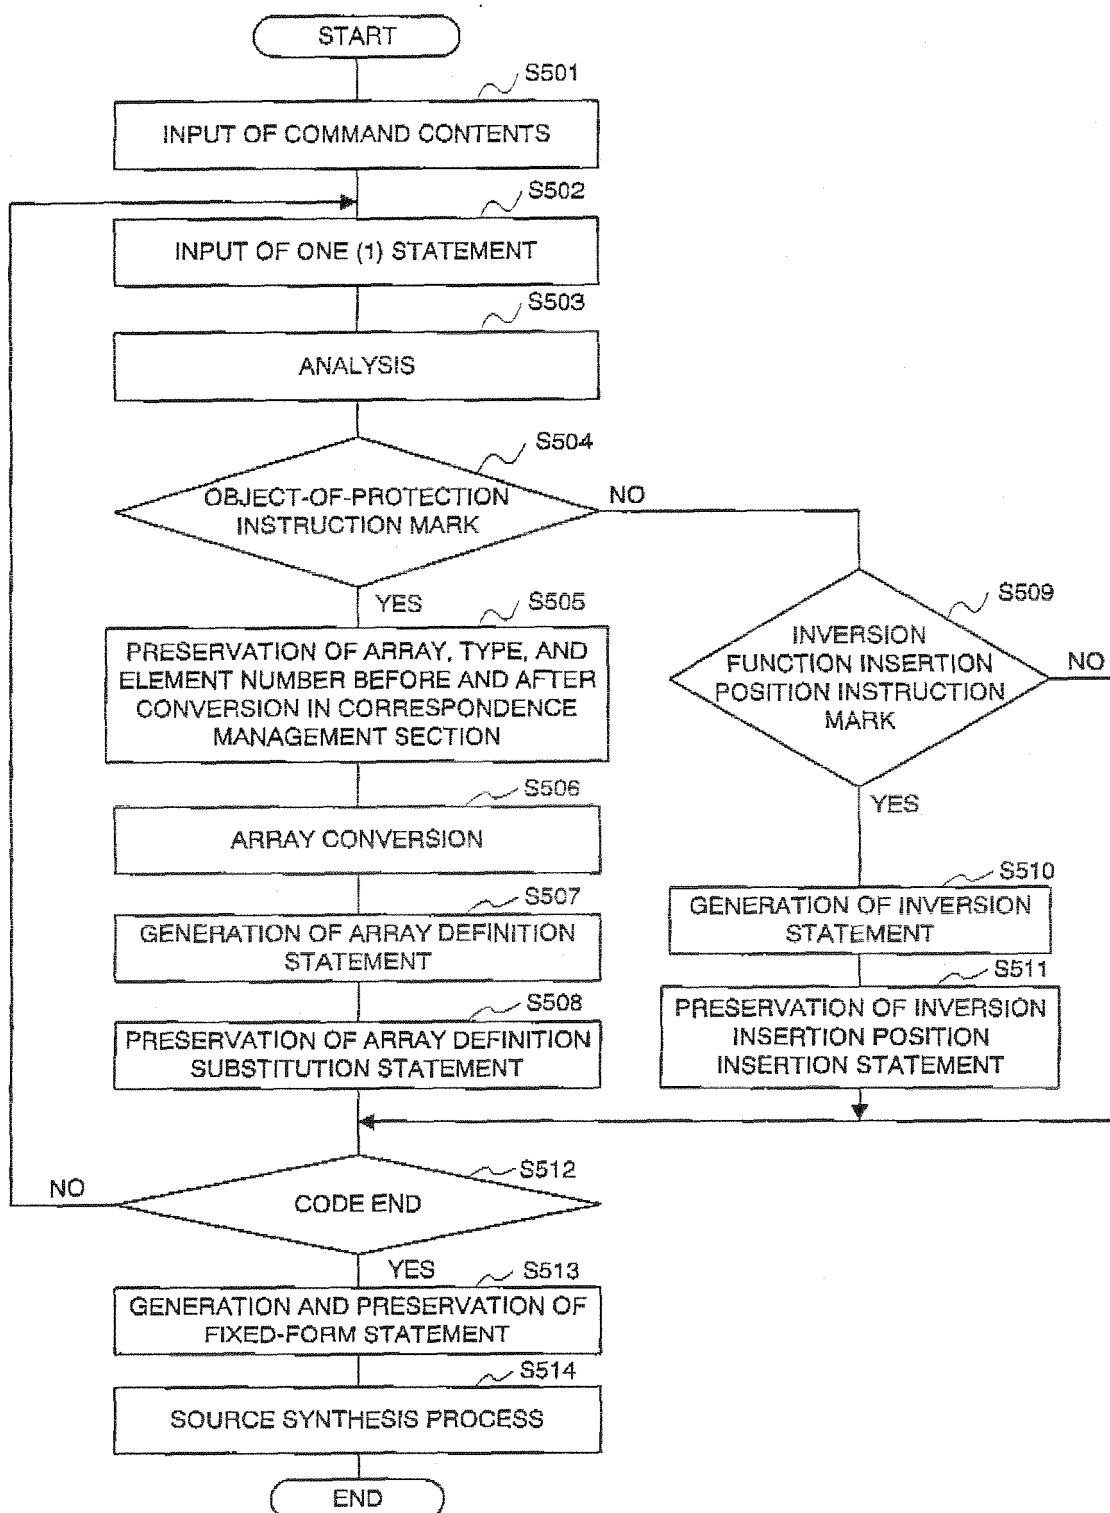 START
S501
INPUT OF COMMAND CONTENTS
S502
INPUT OF ONE (1) STATEMENT
S503
ANALYSIS
S504
OBJECT-OF-PROTECTION
INSTRUCTION MARK
NO
YES
S505
PRESERVATION OF ARRAY, TYPE, AND
ELEMENT NUMBER BEFORE AND AFTER
CONVERSION IN CORRESPONDENCE
MANAGEMENT SECTION
S506
ARRAY CONVERSION
S507
GENERATION OF ARRAY DEFINITION
STATEMENT
S508
PRESERVATION OF ARRAY DEFINITION
SUBSTITUTION STATEMENT
S509
INVERSION
FUNCTION INSERTION
POSITION INSTRUCTION
MARK
NO
YES
S510
GENERATION OF INVERSION
STATEMENT
S511
PRESERVATION OF INVERSION
INSERTION POSITION
INSERTION STATEMENT
S512
CODE END
NO
YES
S513
GENERATION AND PRESERVATION OF
FIXED-FORM STATEMENT
S514
SOURCE SYNTHESIS PROCESS
END